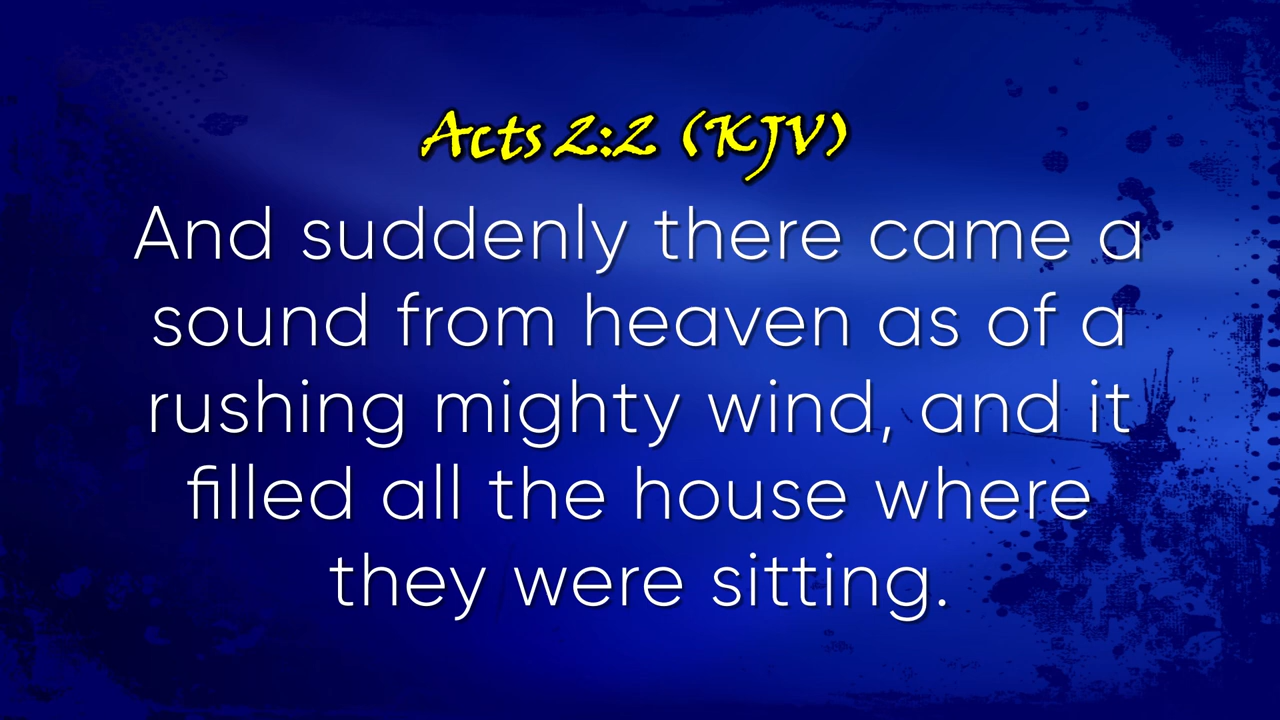 Acts 2:2 (KJV)
And suddenly there came a
sound from heaven as of a
rushing mighty wind, and it
filled all the house where
they were sitting.